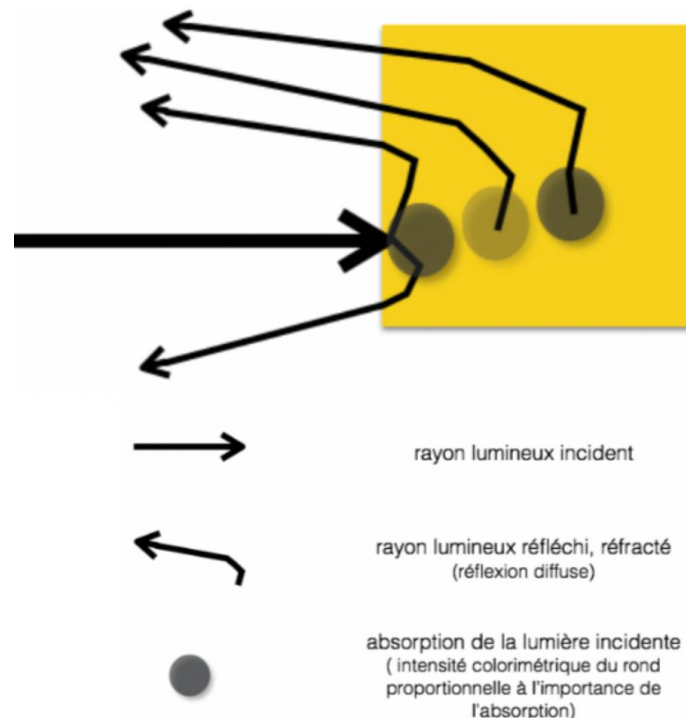 rayon lumineux incident
rayon lumineux réfléchi, réfracté
(réflexion diffuse)
absorption de la lumière incidente
( intensité colorimétrique du rond
proportionnelle à l'importance de
l'absorption)